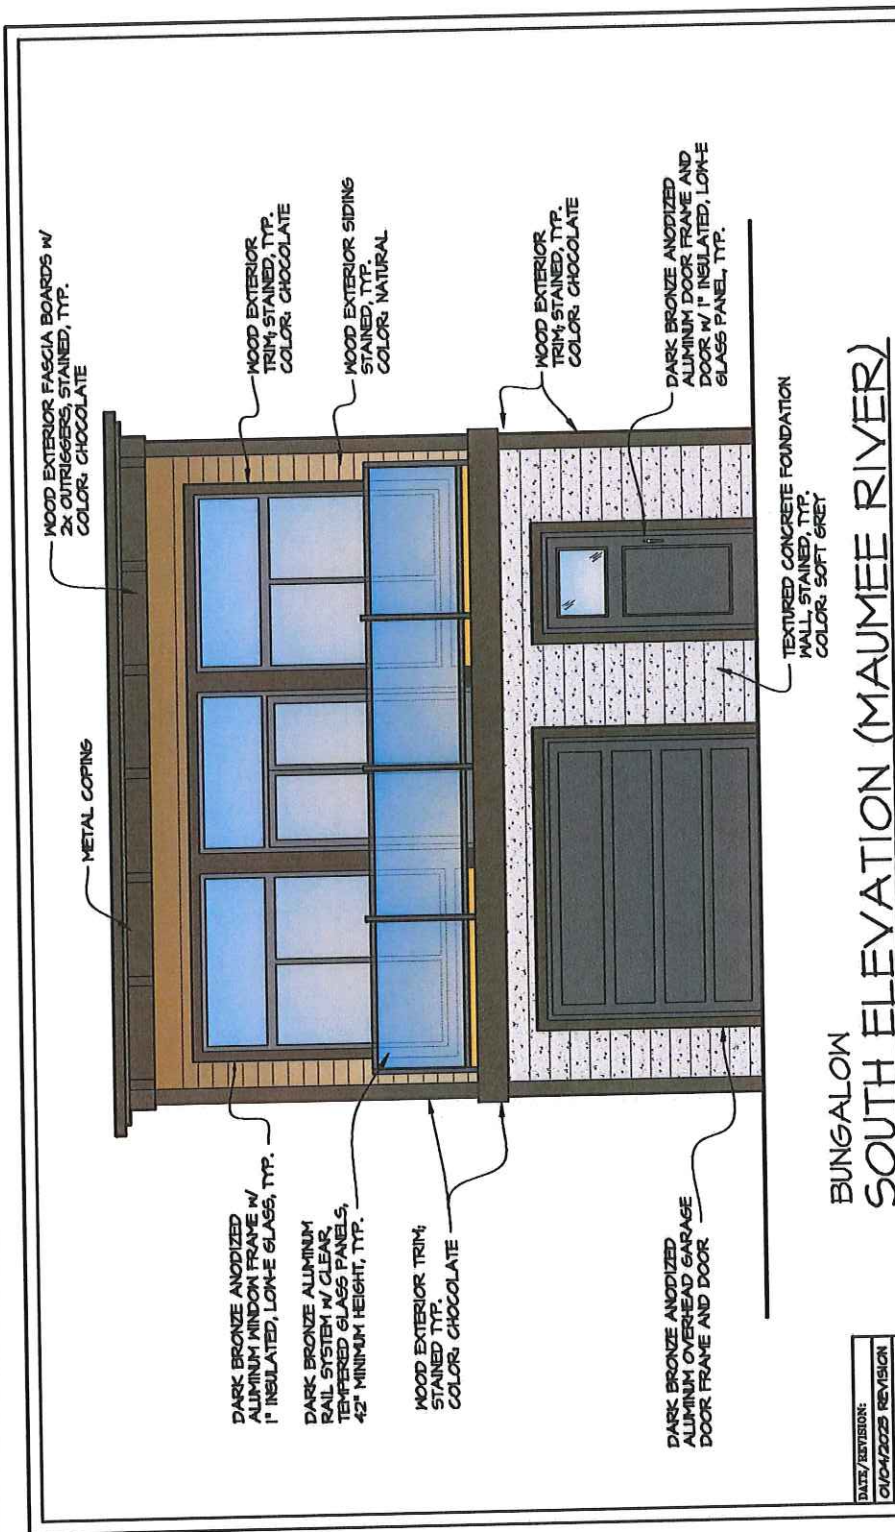 METAL COPING
WOOD EXTERIOR FASCIA BOARDS W/
2x OUTRIGGERS, STAINED, TYP.
COLOR: CHOCOLATE
DARK BRONZE ANODIZED
ALUMINUM WINDOW FRAME W/
1" INSULATED, LOW-E GLASS, TYP.
DARK BRONZE ALUMINUM
RAIL SYSTEM W/ CLEAR,
TEMPERED GLASS PANELS,
42" MINIMUM HEIGHT, TYP.
WOOD EXTERIOR TRIM;
STAINED TYP.
COLOR: CHOCOLATE
DARK BRONZE ANODIZED
ALUMINUM OVERHEAD GARAGE
DOOR FRAME AND DOOR
WOOD EXTERIOR
TRIM; STAINED, TYP.
COLOR: CHOCOLATE
WOOD EXTERIOR SIDING
STAINED, TYP.
COLOR: NATURAL
WOOD EXTERIOR
TRIM; STAINED, TYP.
COLOR: CHOCOLATE
DARK BRONZE ANODIZED
ALUMINUM DOOR FRAME AND
DOOR W/ 1" INSULATED, LOW-E
GLASS PANEL, TYP.
TEXTURED CONCRETE FOUNDATION
WALL, STAINED, TYP.
COLOR: SOFT GREY
BUNGALOW
SOUTH ELEVATION (MAUMEE RIVER)
DATE/REVISION:
01/04/2023 REVISION